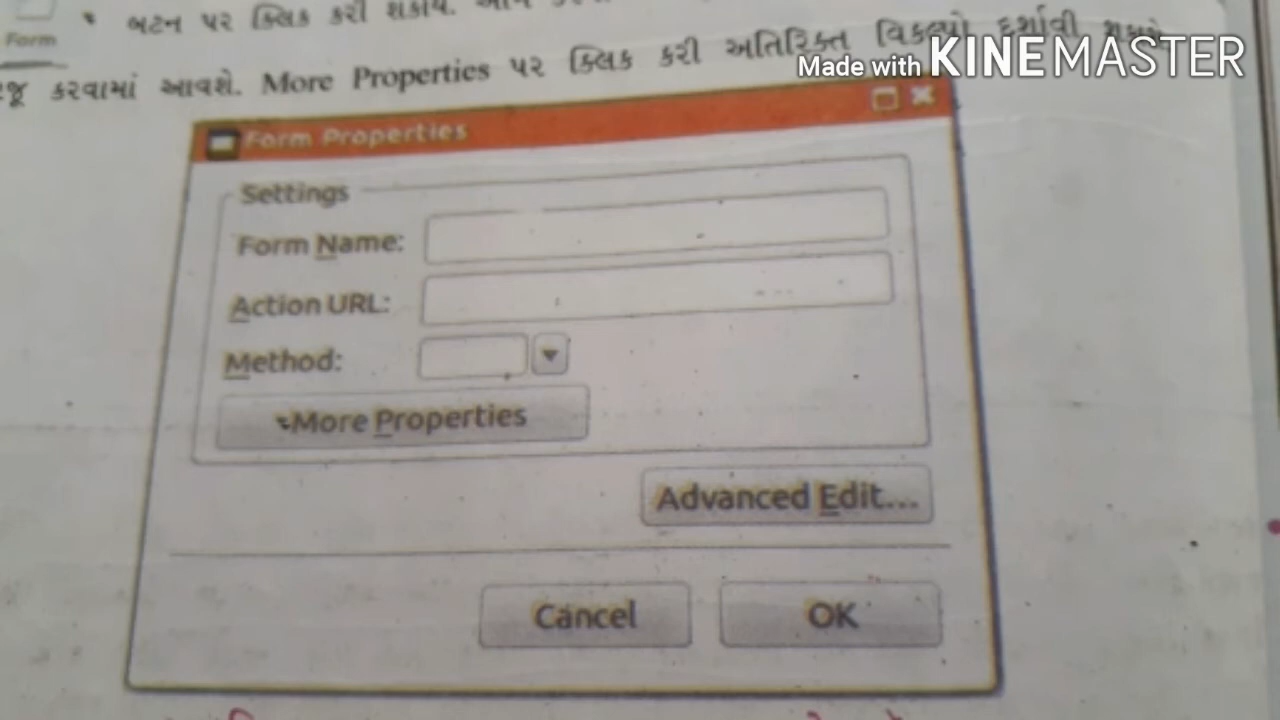 Form
બટન પર ક્લિક કરી શકાય.
રજૂ કરવામાં આવશે. More Properties પર ક્લિક કરી અતિરિક્ત વિકલ્પો દર્શાવી
Made with KINEMASTER
Form Properties
Settings
Form Name:
Action URL:
Method:
More Properties
Advanced Edit...
Cancel
OK